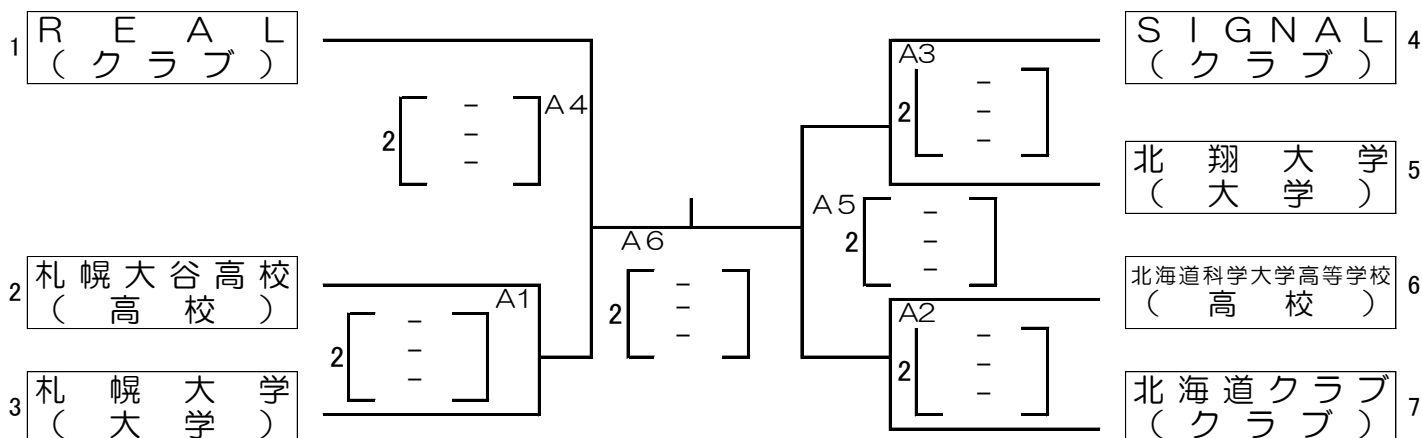 1
R E A L
( ク ラ ブ )
A4
2
-
-
-
2
札幌大谷高校
( 高 校 )
A1
2
-
-
-
3
札 幌 大 学
( 大 学 )
A6
2
-
-
-
S I G N A L
( ク ラ ブ )
4
A3
2
-
-
-
北 翔 大 学
( 大 学 )
5
A5
2
-
-
-
北海道科学大学高等学校
( 高 校 )
6
A2
2
-
-
-
北海道クラブ
( ク ラ ブ )
7